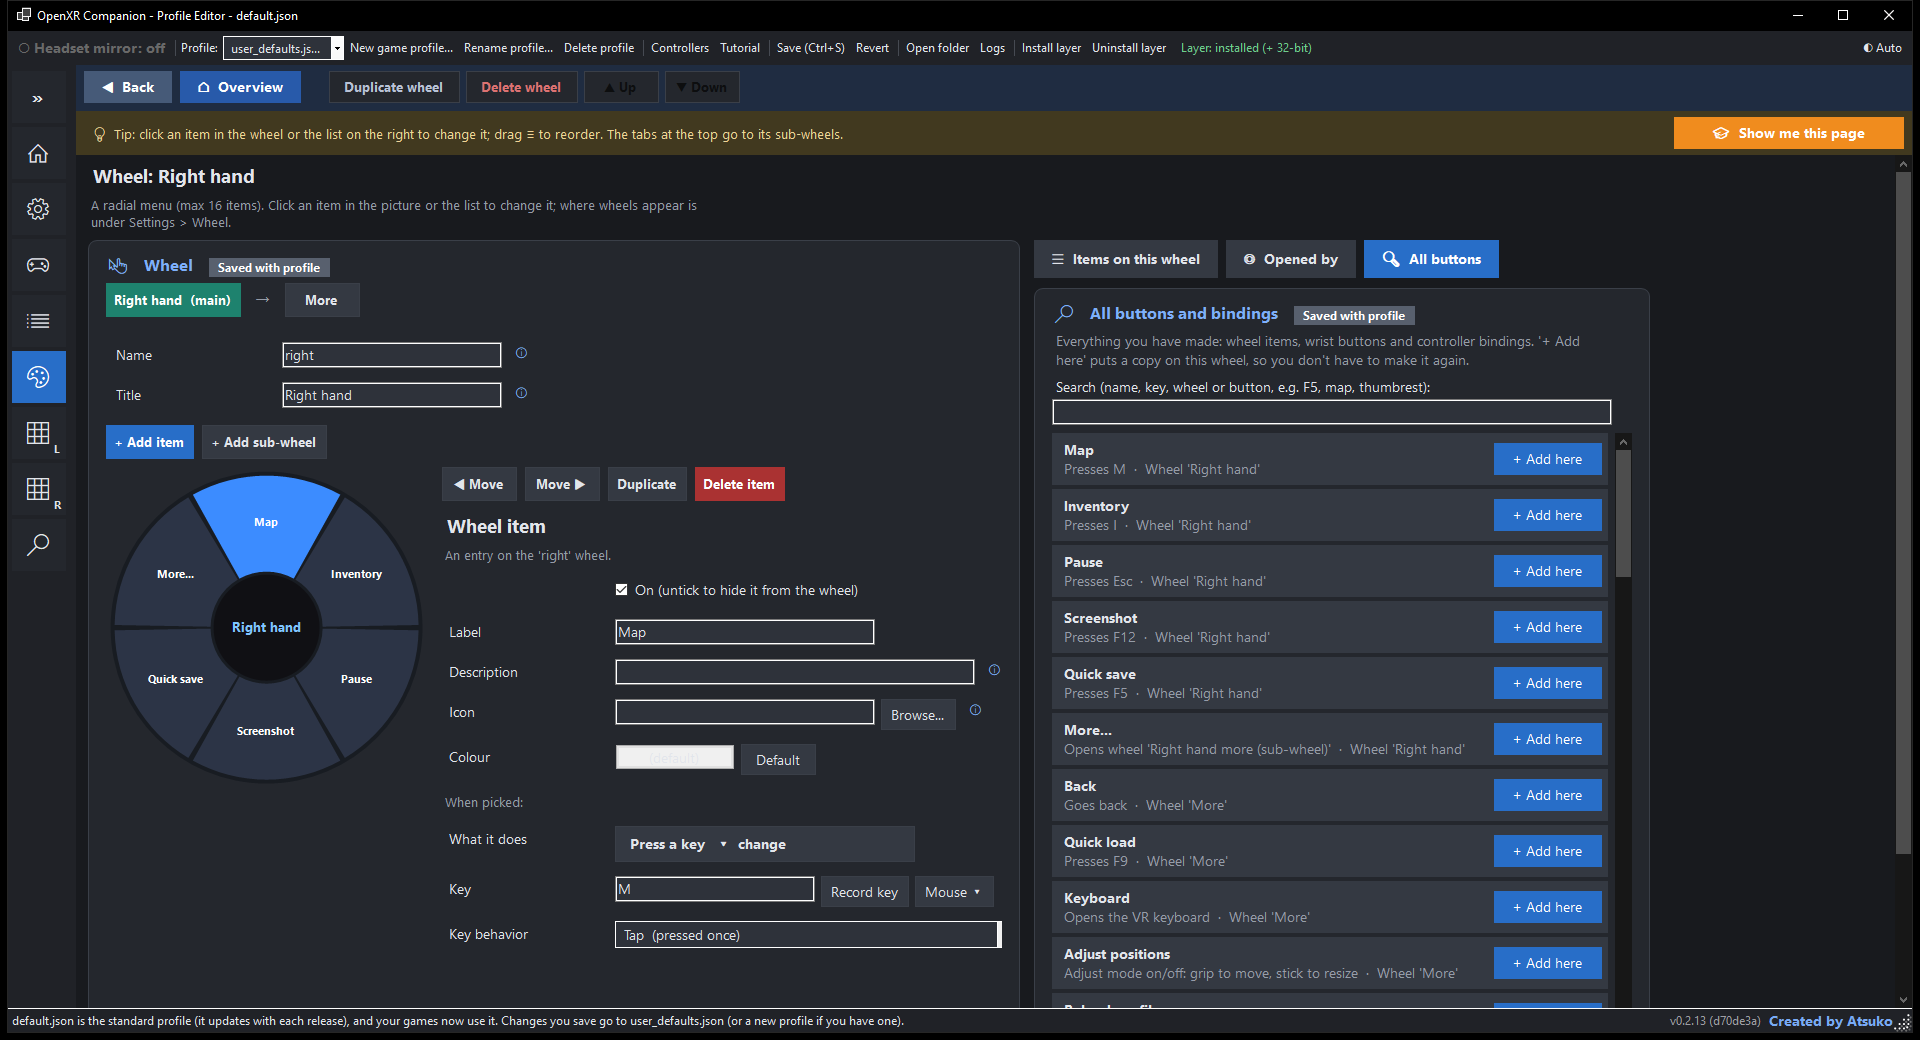 OpenXR Companion - Profile Editor - default.json
Headset mirror: off
Profile:
user_defaults.js...
New game profile...
Rename profile...
Delete profile
Controllers
Tutorial
Save (Ctrl+S)
Revert
Open folder
Logs
Install layer
Uninstall layer
Layer: installed (+ 32-bit)
Auto
»
◀ Back
Overview
Duplicate wheel
Delete wheel
▲ Up
▼ Down
Tip: click an item in the wheel or the list on the right to change it; drag ≡ to reorder. The tabs at the top go to its sub-wheels.
Show me this page
Wheel: Right hand
A radial menu (max 16 items). Click an item in the picture or the list to change it; where wheels appear is
under Settings > Wheel.
Wheel
Saved with profile
Right hand (main)
→
More
Name
right
Title
Right hand
+ Add item
+ Add sub-wheel
Map
More...
Inventory
Right hand
Quick save
Pause
Screenshot
◀ Move
Move ▶
Duplicate
Delete item
Wheel item
An entry on the 'right' wheel.
On (untick to hide it from the wheel)
Label
Map
Description
Icon
Browse...
Colour
(default)
Default
When picked:
What it does
Press a key ▾ change
Key
M
Record key
Mouse ▾
Key behavior
Tap (pressed once)
L
R
Items on this wheel
Opened by
All buttons
All buttons and bindings
Saved with profile
Everything you have made: wheel items, wrist buttons and controller bindings. '+ Add
here' puts a copy on this wheel, so you don't have to make it again.
Search (name, key, wheel or button, e.g. F5, map, thumbrest):
Map
Presses M · Wheel 'Right hand'
+ Add here
Inventory
Presses I · Wheel 'Right hand'
+ Add here
Pause
Presses Esc · Wheel 'Right hand'
+ Add here
Screenshot
Presses F12 · Wheel 'Right hand'
+ Add here
Quick save
Presses F5 · Wheel 'Right hand'
+ Add here
More...
Opens wheel 'Right hand more (sub-wheel)' · Wheel 'Right hand'
+ Add here
Back
Goes back · Wheel 'More'
+ Add here
Quick load
Presses F9 · Wheel 'More'
+ Add here
Keyboard
Opens the VR keyboard · Wheel 'More'
+ Add here
Adjust positions
Adjust mode on/off: grip to move, stick to resize · Wheel 'More'
+ Add here
default.json is the standard profile (it updates with each release), and your games now use it. Changes you save go to user_defaults.json (or a new profile if you have one).
v0.2.13 (d70de3a)
Created by Atsuko